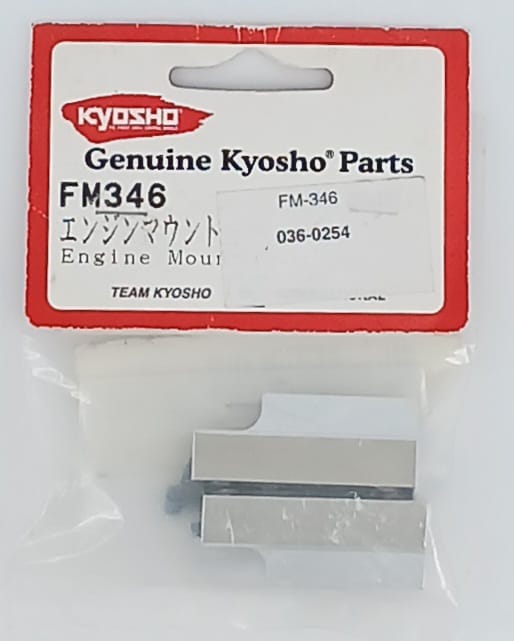 KYOSHO
Genuine Kyosho® Parts
FM346
エンジンマウント
Engine Mour
FM-346
036-0254
TEAM KYOSHO